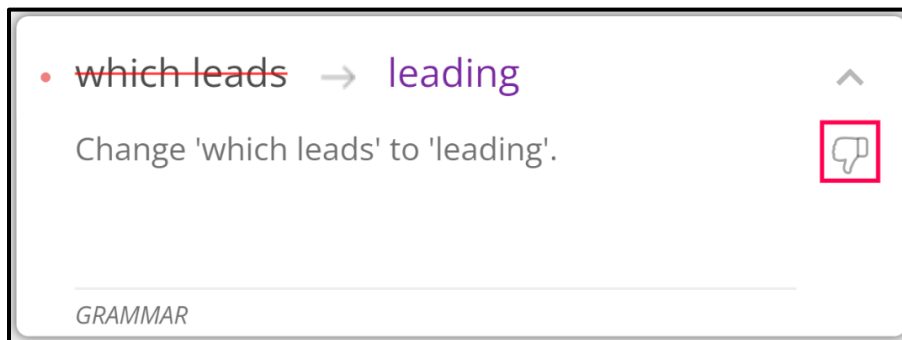 which leads → leading
Change 'which leads' to 'leading'.
GRAMMAR